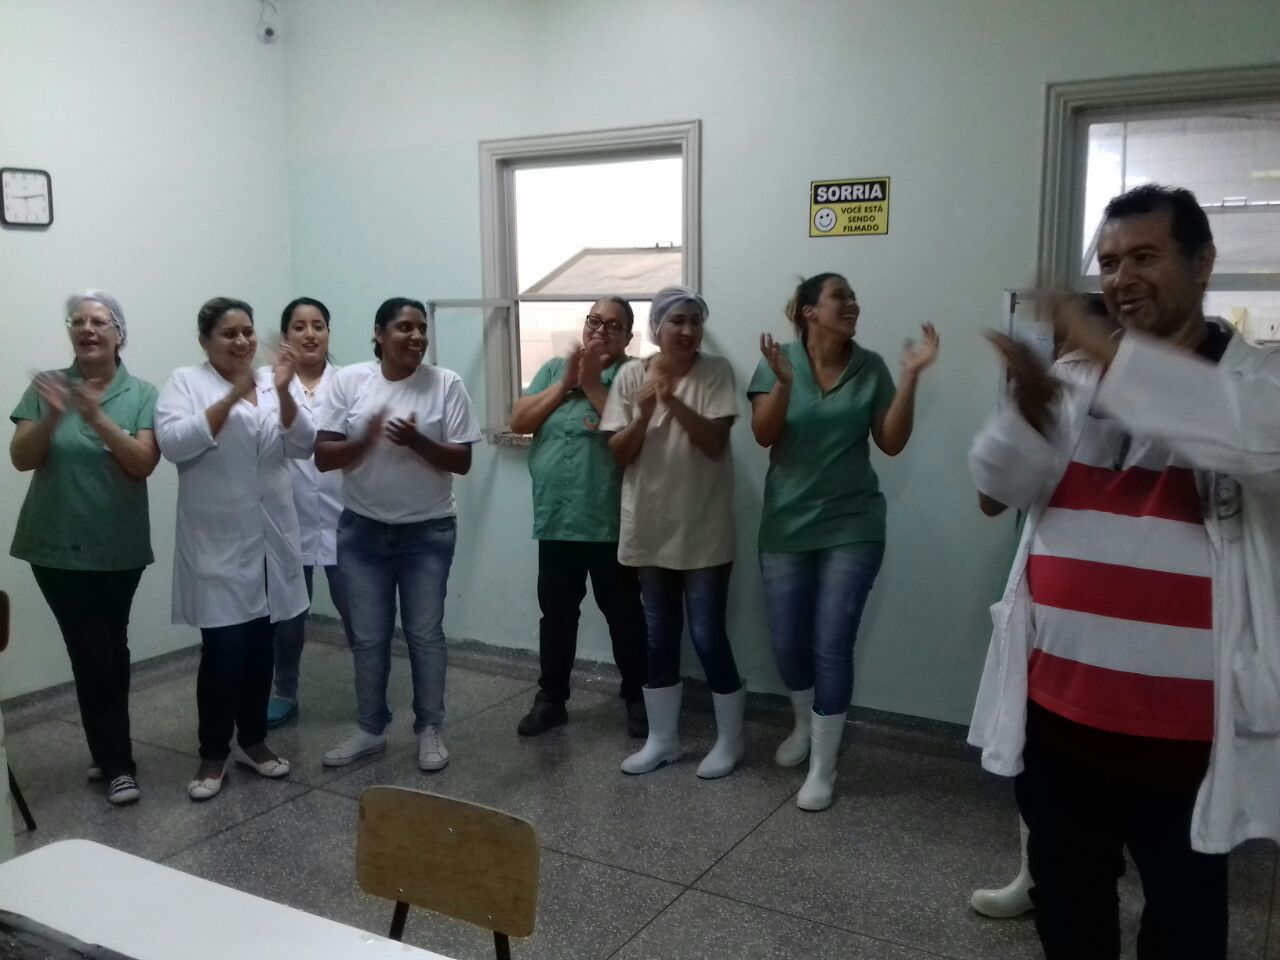 SORRIA
VOCÊ ESTÁ
SENDO
FILMADO